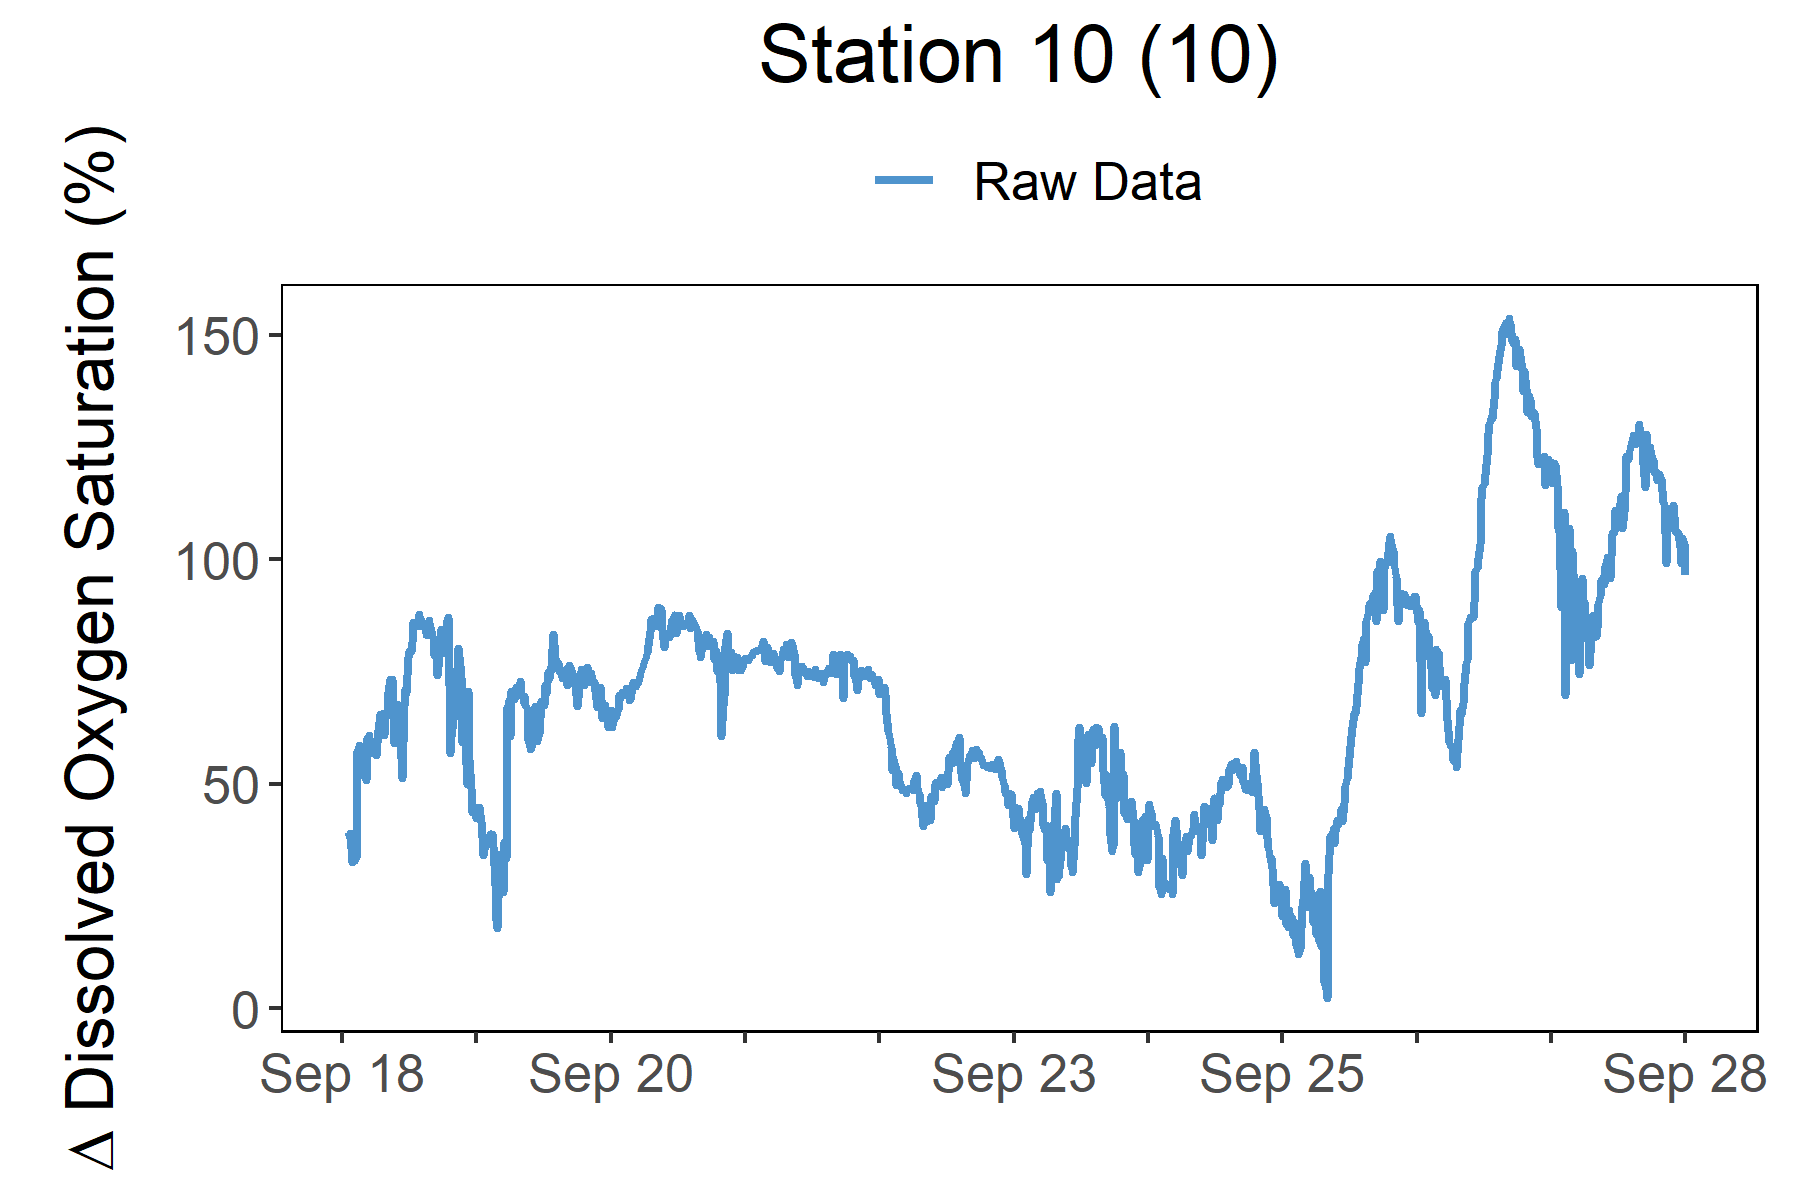 Station 10 (10)
Raw Data
Δ Dissolved Oxygen Saturation (%)
150
100
50
0
Sep 18 Sep 20 Sep 23 Sep 25 Sep 28